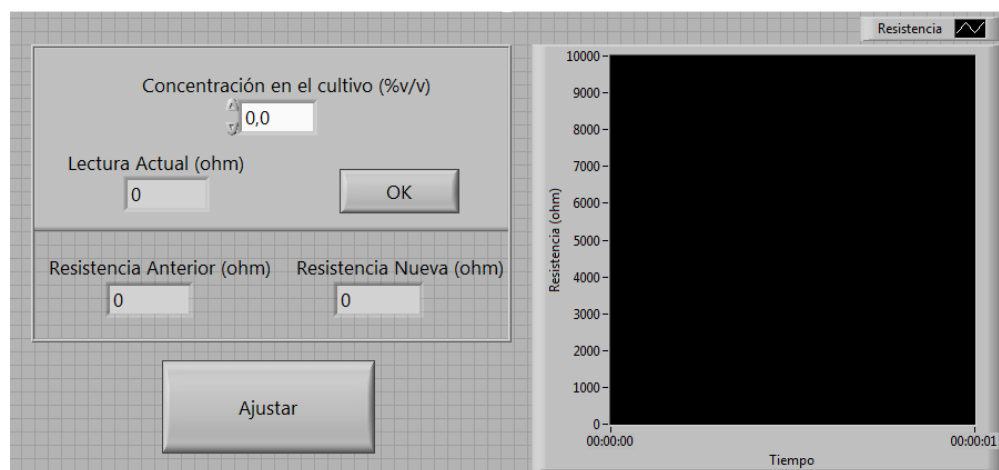 Concentración en el cultivo (%v/v)
0,0
Lectura Actual (ohm)
0
OK
Resistencia Anterior (ohm)
0
Resistencia Nueva (ohm)
0
Ajustar
Resistencia
10000
9000
8000
7000
6000
5000
4000
3000
2000
1000
0
Resistencia (ohm)
00:00:00
00:00:01
Tiempo